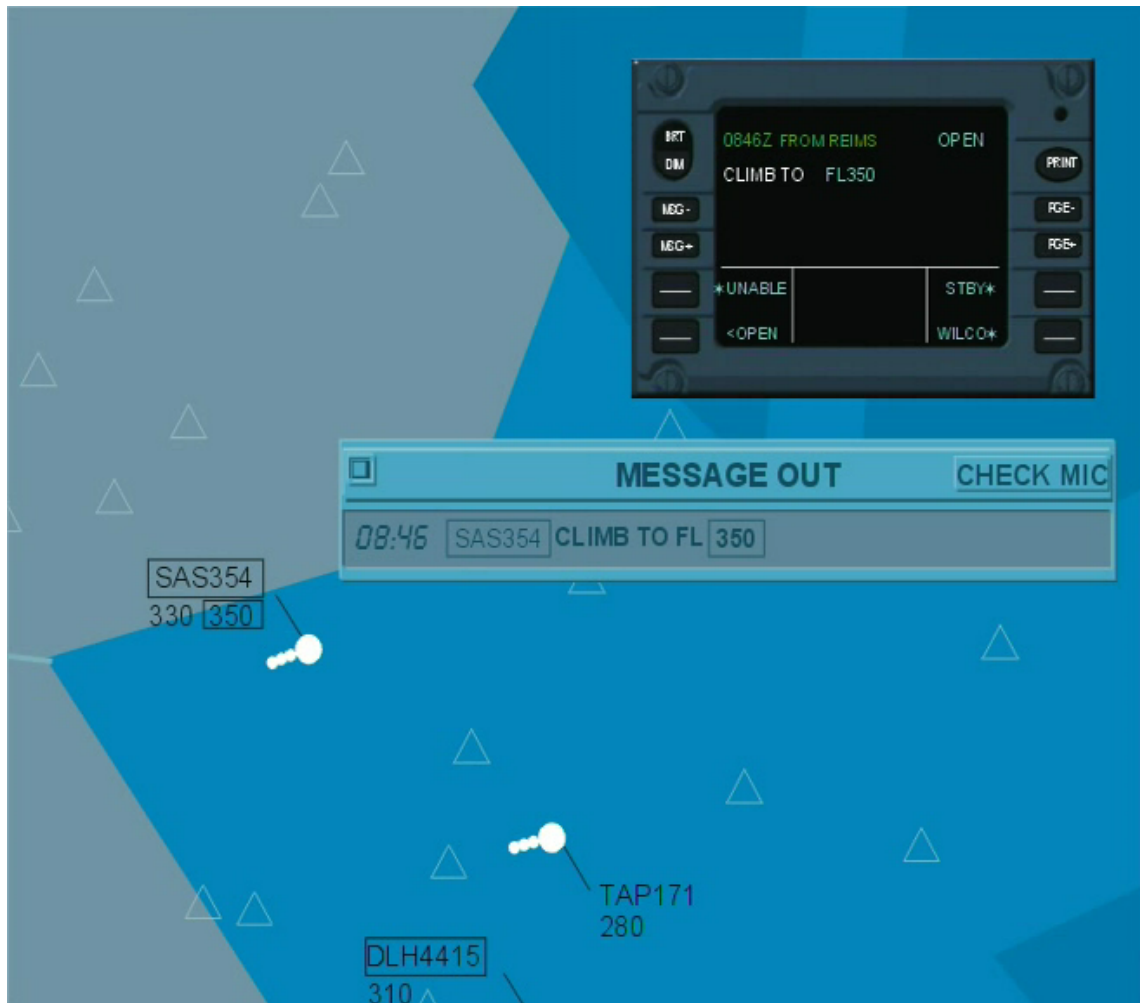 BRT
DIM
0846Z FROM REIMS OPEN
PRINT
CLIMB TO FL350
MSG-
PGE-
MSG+
PGE+
*UNABLE STBY*
<OPEN WILCO*
MESSAGE OUT CHECK MIC
08:46 SAS354 CLIMB TO FL 350
SAS354
330 350
TAP171
280
DLH4415
310